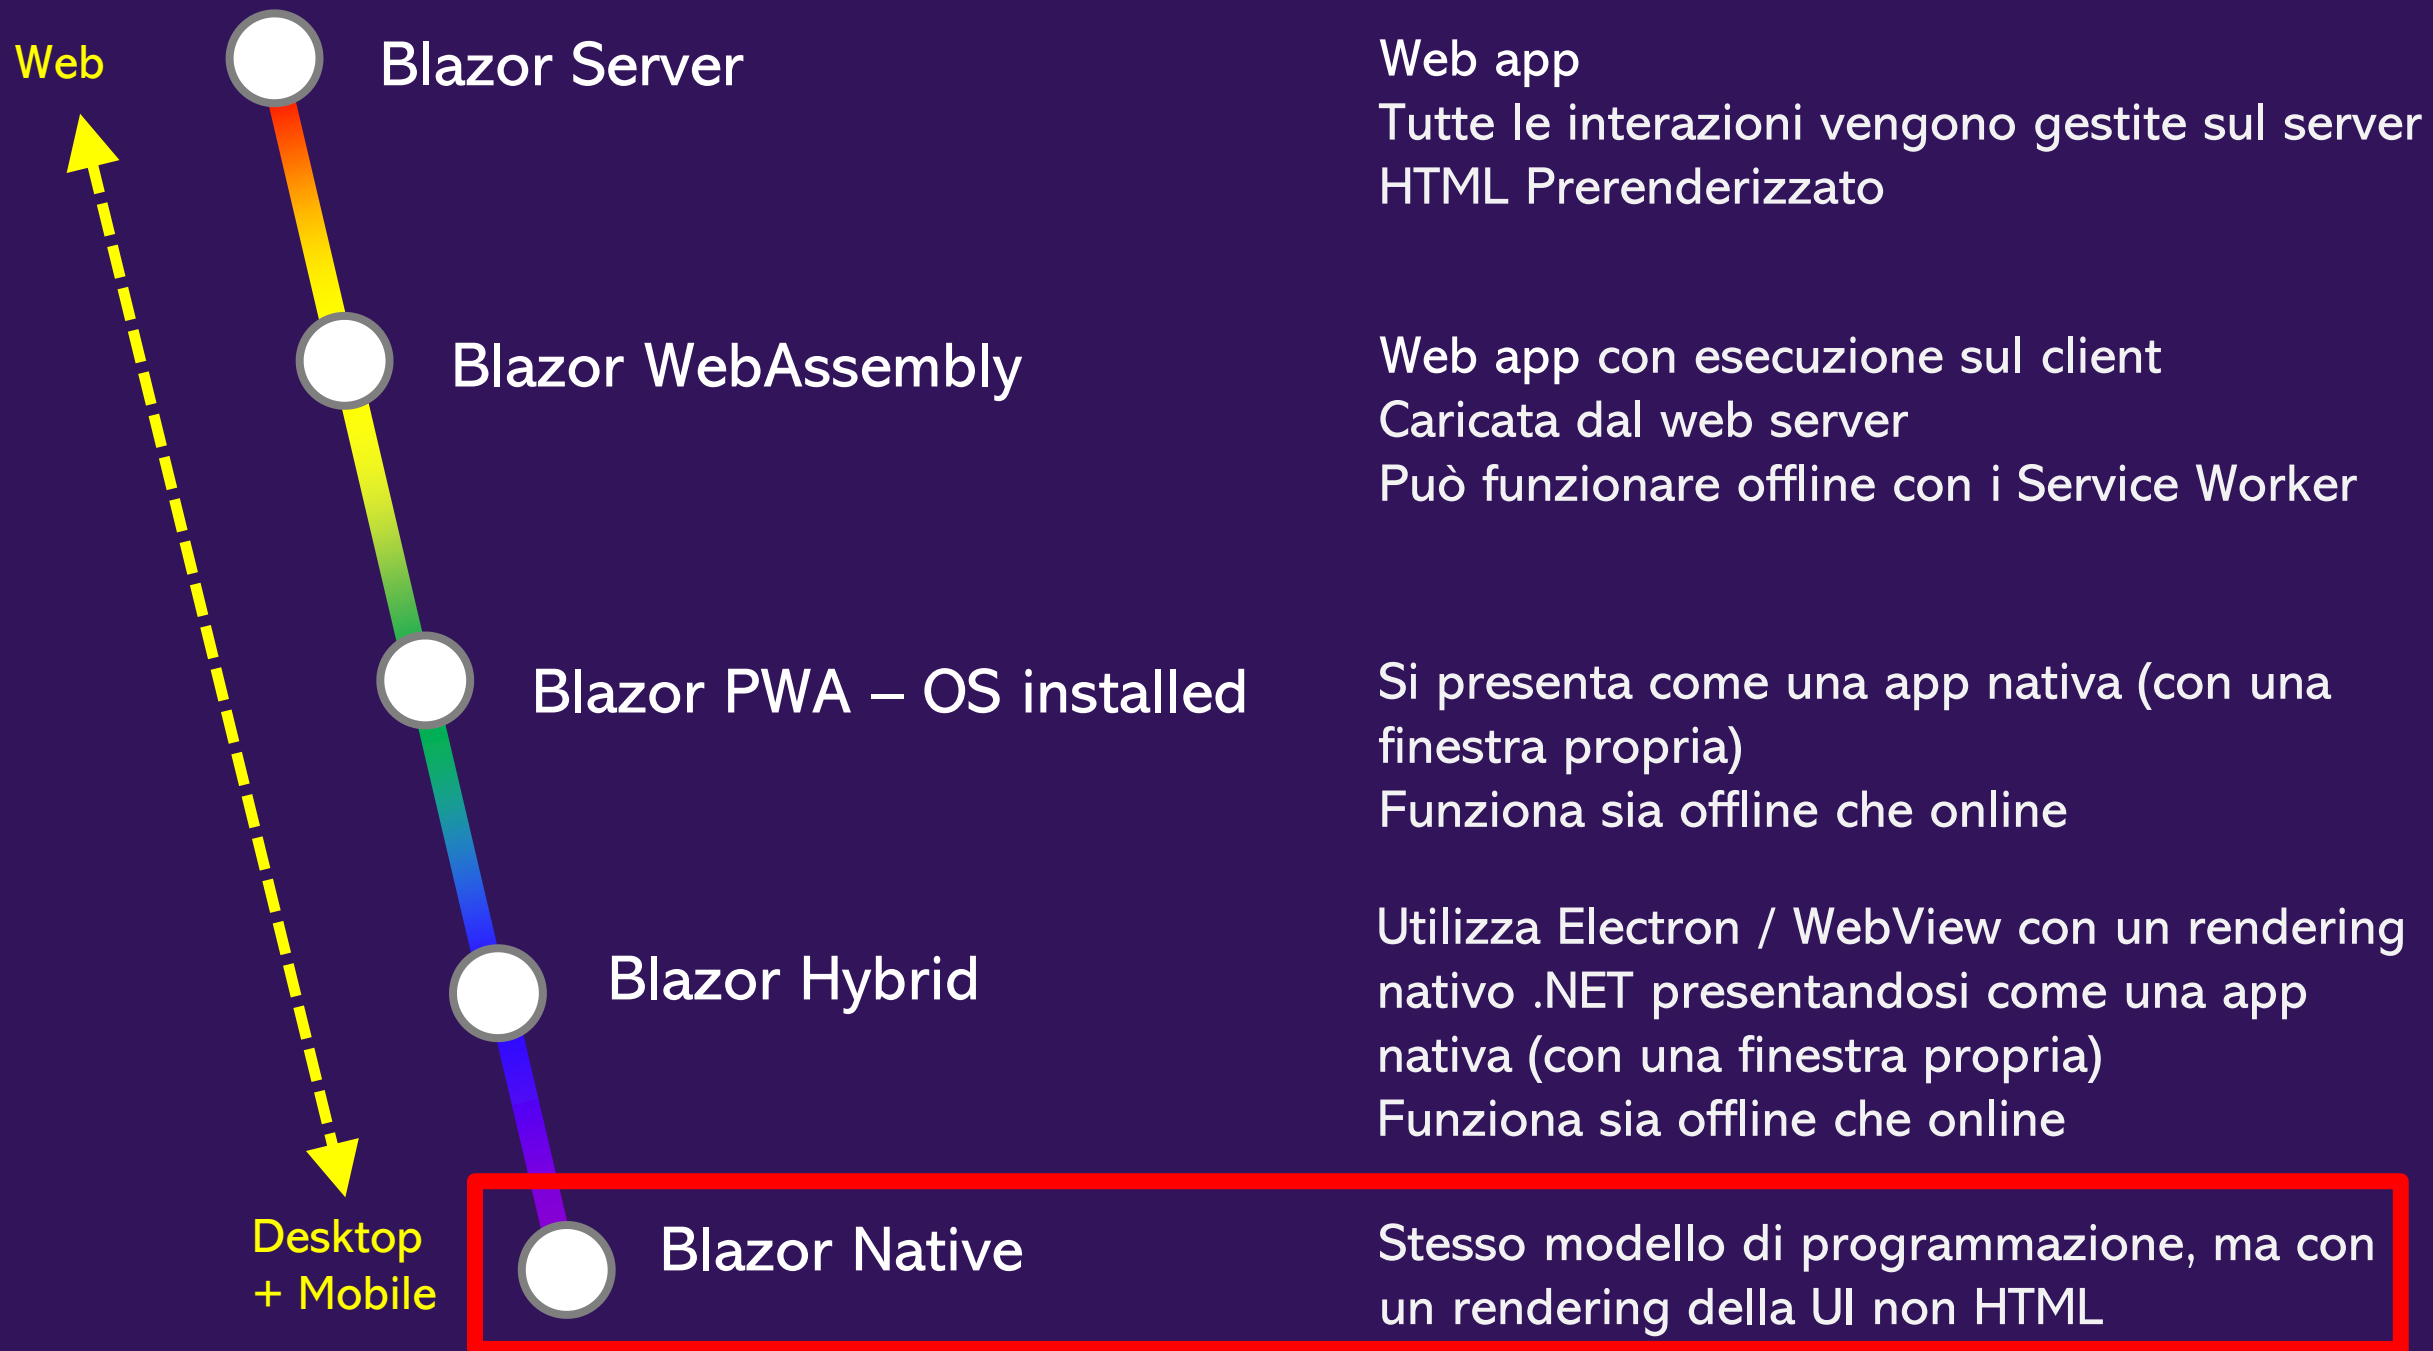 Web
Blazor Server
Web app
Tutte le interazioni vengono gestite sul server
HTML Prerenderizzato
Blazor WebAssembly
Web app con esecuzione sul client
Caricata dal web server
Può funzionare offline con i Service Worker
Blazor PWA – OS installed
Si presenta come una app nativa (con una
finestra propria)
Funziona sia offline che online
Blazor Hybrid
Utilizza Electron / WebView con un rendering
nativo .NET presentandosi come una app
nativa (con una finestra propria)
Funziona sia offline che online
Desktop
+ Mobile
Blazor Native
Stesso modello di programmazione, ma con
un rendering della UI non HTML